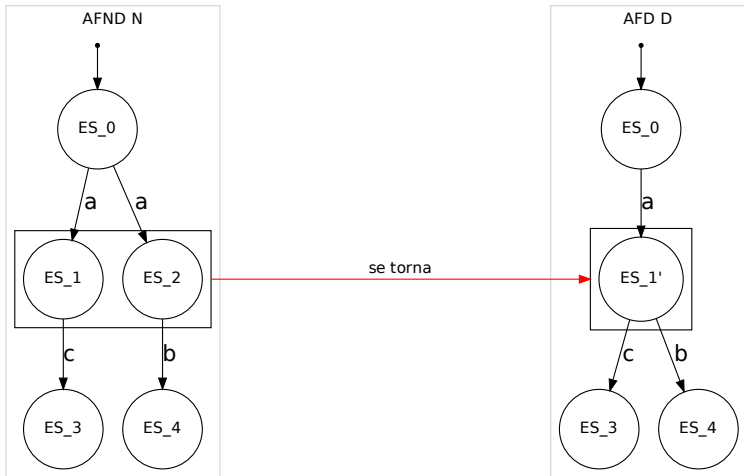 AFND N
ES_0
a
a
ES_1
ES_2
c
b
ES_3
ES_4
se torna
AFD D
ES_0
a
ES_1'
c
b
ES_3
ES_4